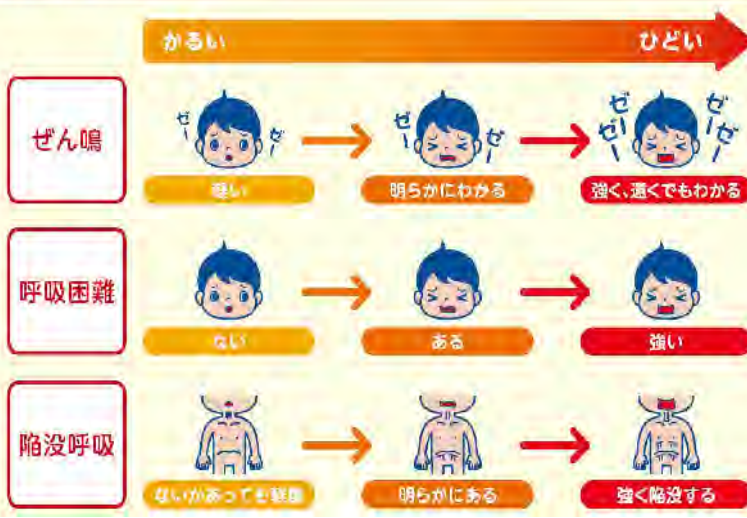 かるい
ひどい
ぜん鳴
ゼー
ゼー
ゼー
ゼー
ゼー
ゼー
ゼー
ゼー
軽い
明らかにわかる
強く、遠くでもわかる
呼吸困難
ない
ある
強い
陥没呼吸
ないがあっても軽度
明らかにある
強く陥没する